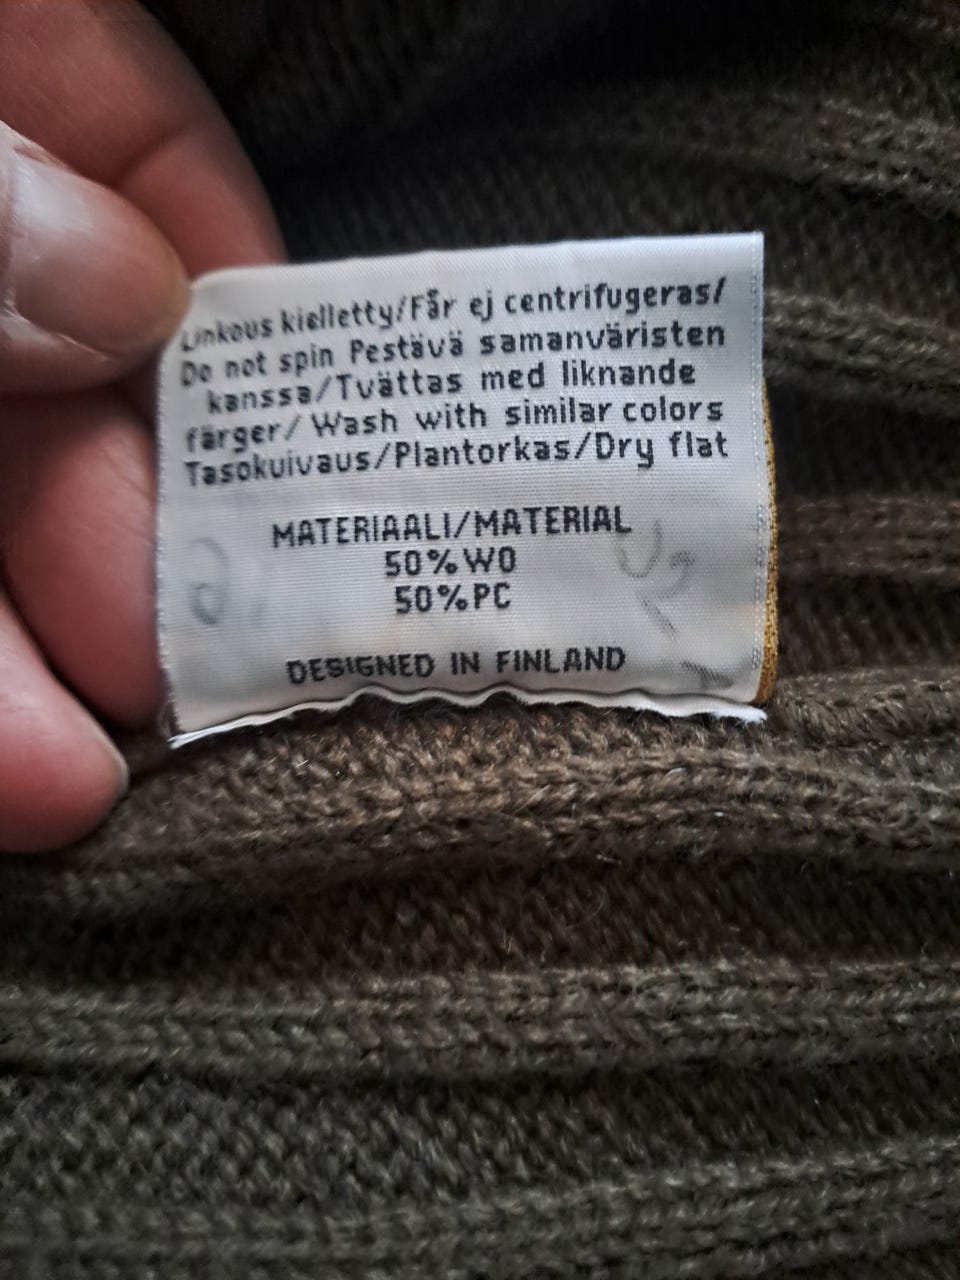 Linkous kielletty/Får ej centrifugeras/
Do not spin Pestävä samanväristen
kanssa/Tvättas med liknande
färger/ Wash with similar colors
Tasokuivaus/Plantorkas/Dry flat
MATERIAALI/MATERIAL
50%WO
50%PC
DESIGNED IN FINLAND